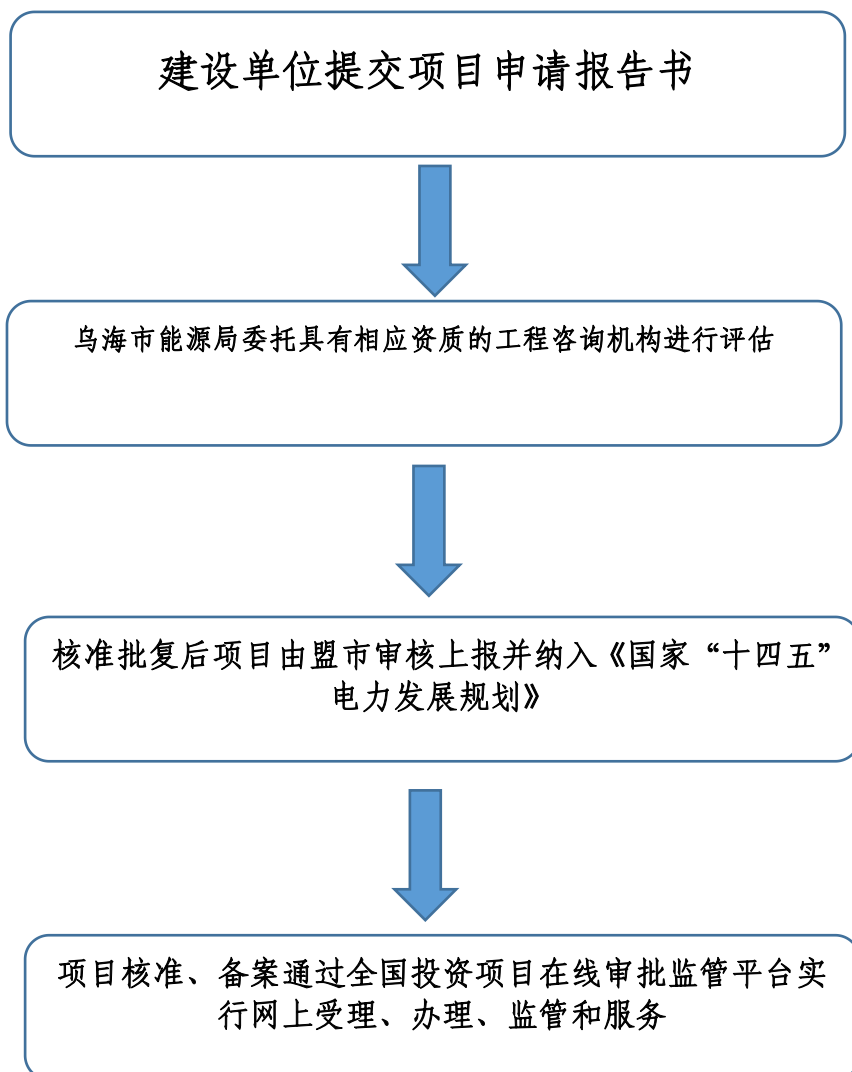 建设单位提交项目申请报告书
乌海市能源局委托具有相应资质的工程咨询机构进行评估
核准批复后项目由盟市审核上报并纳入《国家“十四五”
电力发展规划》
项目核准、备案通过全国投资项目在线审批监管平台实
行网上受理、办理、监管和服务